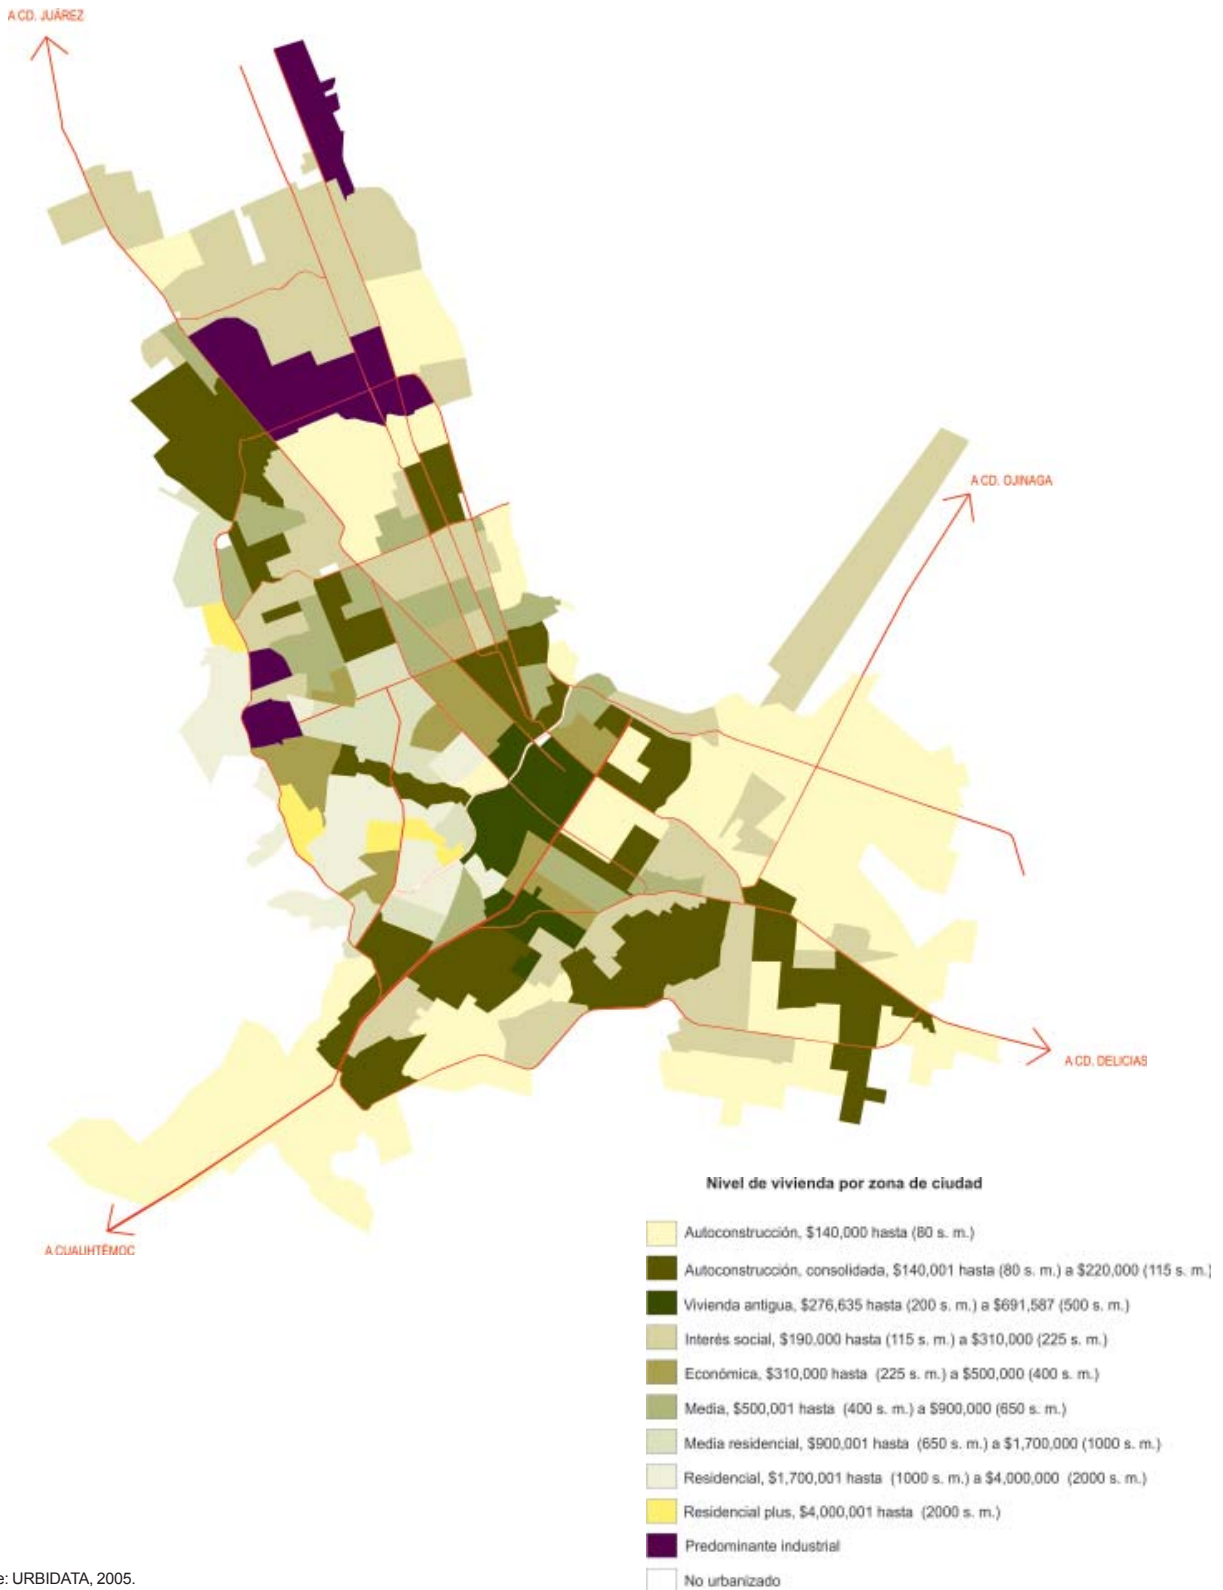 A CD. JUÁREZ
A CD. OJINAGA
A CD. DELICIAS
A CUAUHTÉMOC
Nivel de vivienda por zona de ciudad
Autoconstrucción, $140,000 hasta (80 s. m.)
Autoconstrucción, consolidada, $140,001 hasta (80 s. m.) a $220,000 (115 s. m.)
Vivienda antigua, $276,635 hasta (200 s. m.) a $691,587 (500 s. m.)
Interés social, $190,000 hasta (115 s. m.) a $310,000 (225 s. m.)
Económica, $310,000 hasta (225 s. m.) a $500,000 (400 s. m.)
Media, $500,001 hasta (400 s. m.) a $900,000 (650 s. m.)
Media residencial, $900,001 hasta (650 s. m.) a $1,700,000 (1000 s. m.)
Residencial, $1,700,001 hasta (1000 s. m.) a $4,000,000 (2000 s. m.)
Residencial plus, $4,000,001 hasta (2000 s. m.)
Predominante industrial
No urbanizado
e: URBIDATA, 2005.